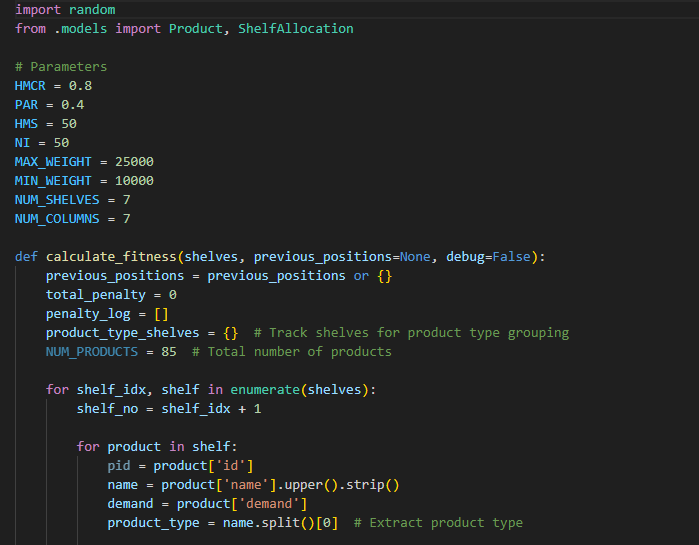 import random
from .models import Product, ShelfAllocation
# Parameters
HMCR = 0.8
PAR = 0.4
HMS = 50
NI = 50
MAX_WEIGHT = 25000
MIN_WEIGHT = 10000
NUM_SHELVES = 7
NUM_COLUMNS = 7
def calculate_fitness(shelves, previous_positions=None, debug=False):
    previous_positions = previous_positions or {}
    total_penalty = 0
    penalty_log = []
    product_type_shelves = {}  # Track shelves for product type grouping
    NUM_PRODUCTS = 85  # Total number of products
    for shelf_idx, shelf in enumerate(shelves):
        shelf_no = shelf_idx + 1
        for product in shelf:
            pid = product['id']
            name = product['name'].upper().strip()
            demand = product['demand']
            product_type = name.split()[0]  # Extract product type